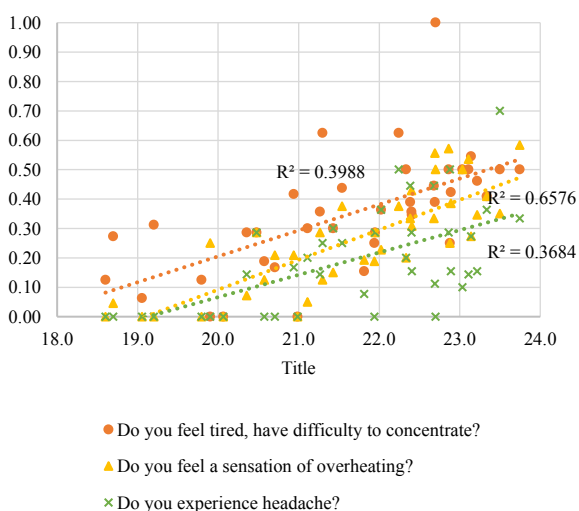 1.00
0.90
0.80
0.70
0.60
0.50
0.40
0.30
0.20
0.10
0.00
R² = 0.3988
R² = 0.6576
R² = 0.3684
18.0 19.0 20.0 21.0 22.0 23.0 24.0
Title
Do you feel tired, have difficulty to concentrate?
Do you feel a sensation of overheating?
Do you experience headache?